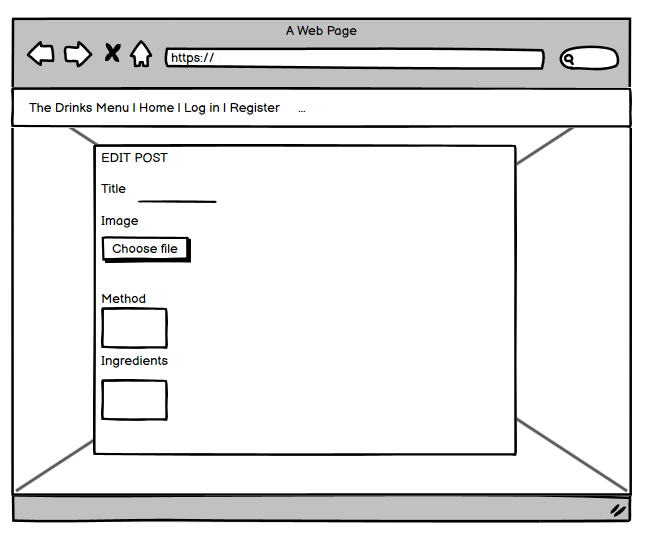 A Web Page
https://
The Drinks Menu | Home | Log in | Register ...
EDIT POST
Title
Image
Choose file
Method
Ingredients